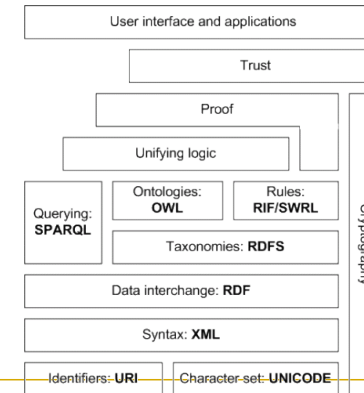 User interface and applications
Trust
Proof
Unifying logic
Querying:
SPARQL
Ontologies:
OWL
Rules:
RIF/SWRL
Taxonomies: RDFS
Data interchange: RDF
Syntax: XML
Identifiers: URI
Character set: UNICODE
Cryptography